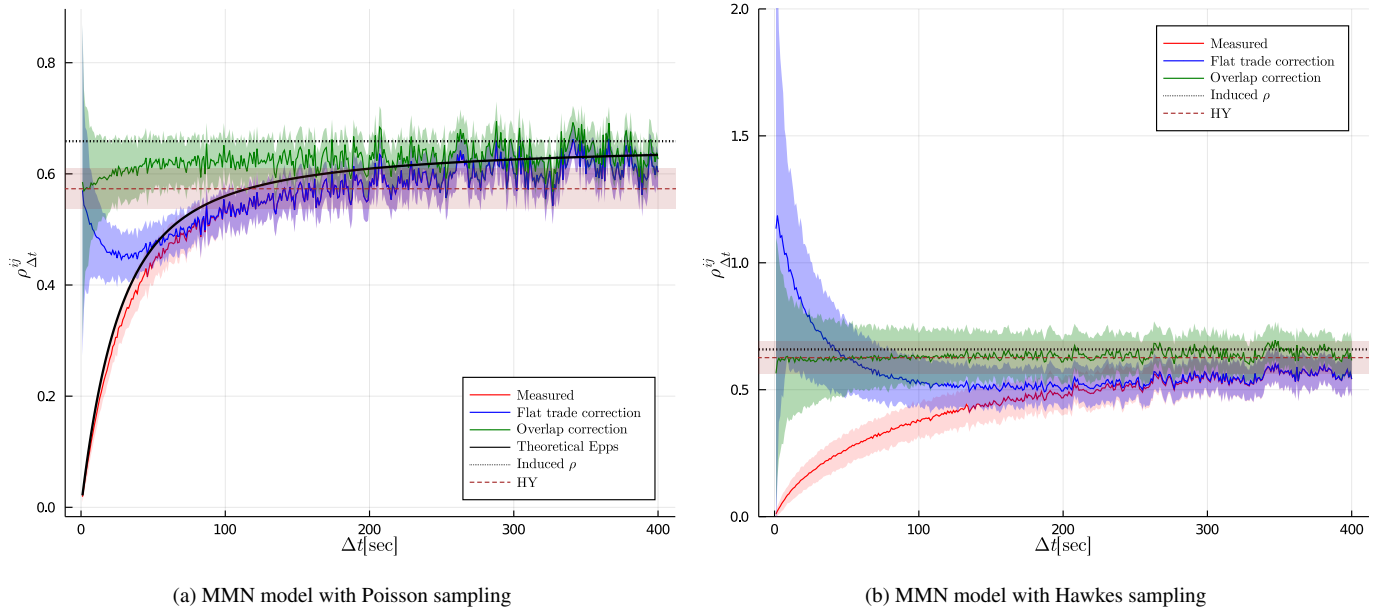 0.8
0.6
0.4
0.2
0.0
ρ^{ij}_{Δt}
Measured
Flat trade correction
Overlap correction
Theoretical Epps
Induced ρ
HY
0 100 200 300 400
Δt[sec]
(a) MMN model with Poisson sampling
2.0
1.5
1.0
0.5
0.0
ρ^{ij}_{Δt}
Measured
Flat trade correction
Overlap correction
Induced ρ
HY
0 100 200 300 400
Δt[sec]
(b) MMN model with Hawkes sampling